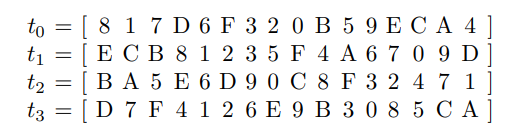 t₀ = [ 8 1 7 D 6 F 3 2 0 B 5 9 E C A 4 ]
t₁ = [ E C B 8 1 2 3 5 F 4 A 6 7 0 9 D ]
t₂ = [ B A 5 E 6 D 9 0 C 8 F 3 2 4 7 1 ]
t₃ = [ D 7 F 4 1 2 6 E 9 B 3 0 8 5 C A ]